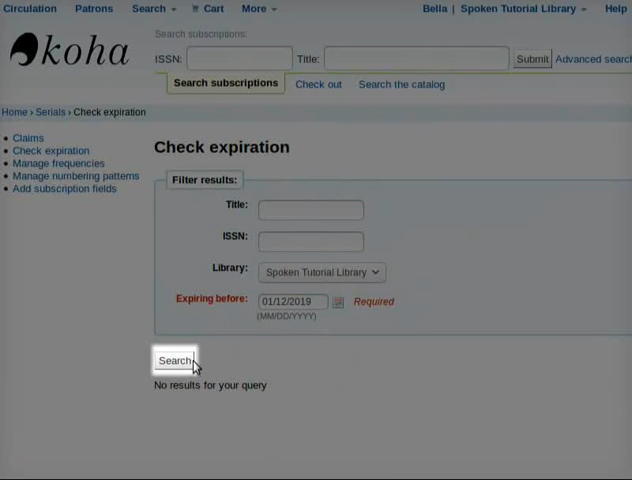 Circulation Patrons Search Cart More Bella | Spoken Tutorial Library Help
Search subscriptions:
koha
ISSN: Title: Submit Advanced search
Search subscriptions Check out Search the catalog
Home › Serials › Check expiration
Claims
Check expiration
Manage frequencies
Manage numbering patterns
Add subscription fields
Check expiration
Filter results:
Title:
ISSN:
Library: Spoken Tutorial Library
Expiring before: 01/12/2019 Required
(MM/DD/YYYY)
Search
No results for your query